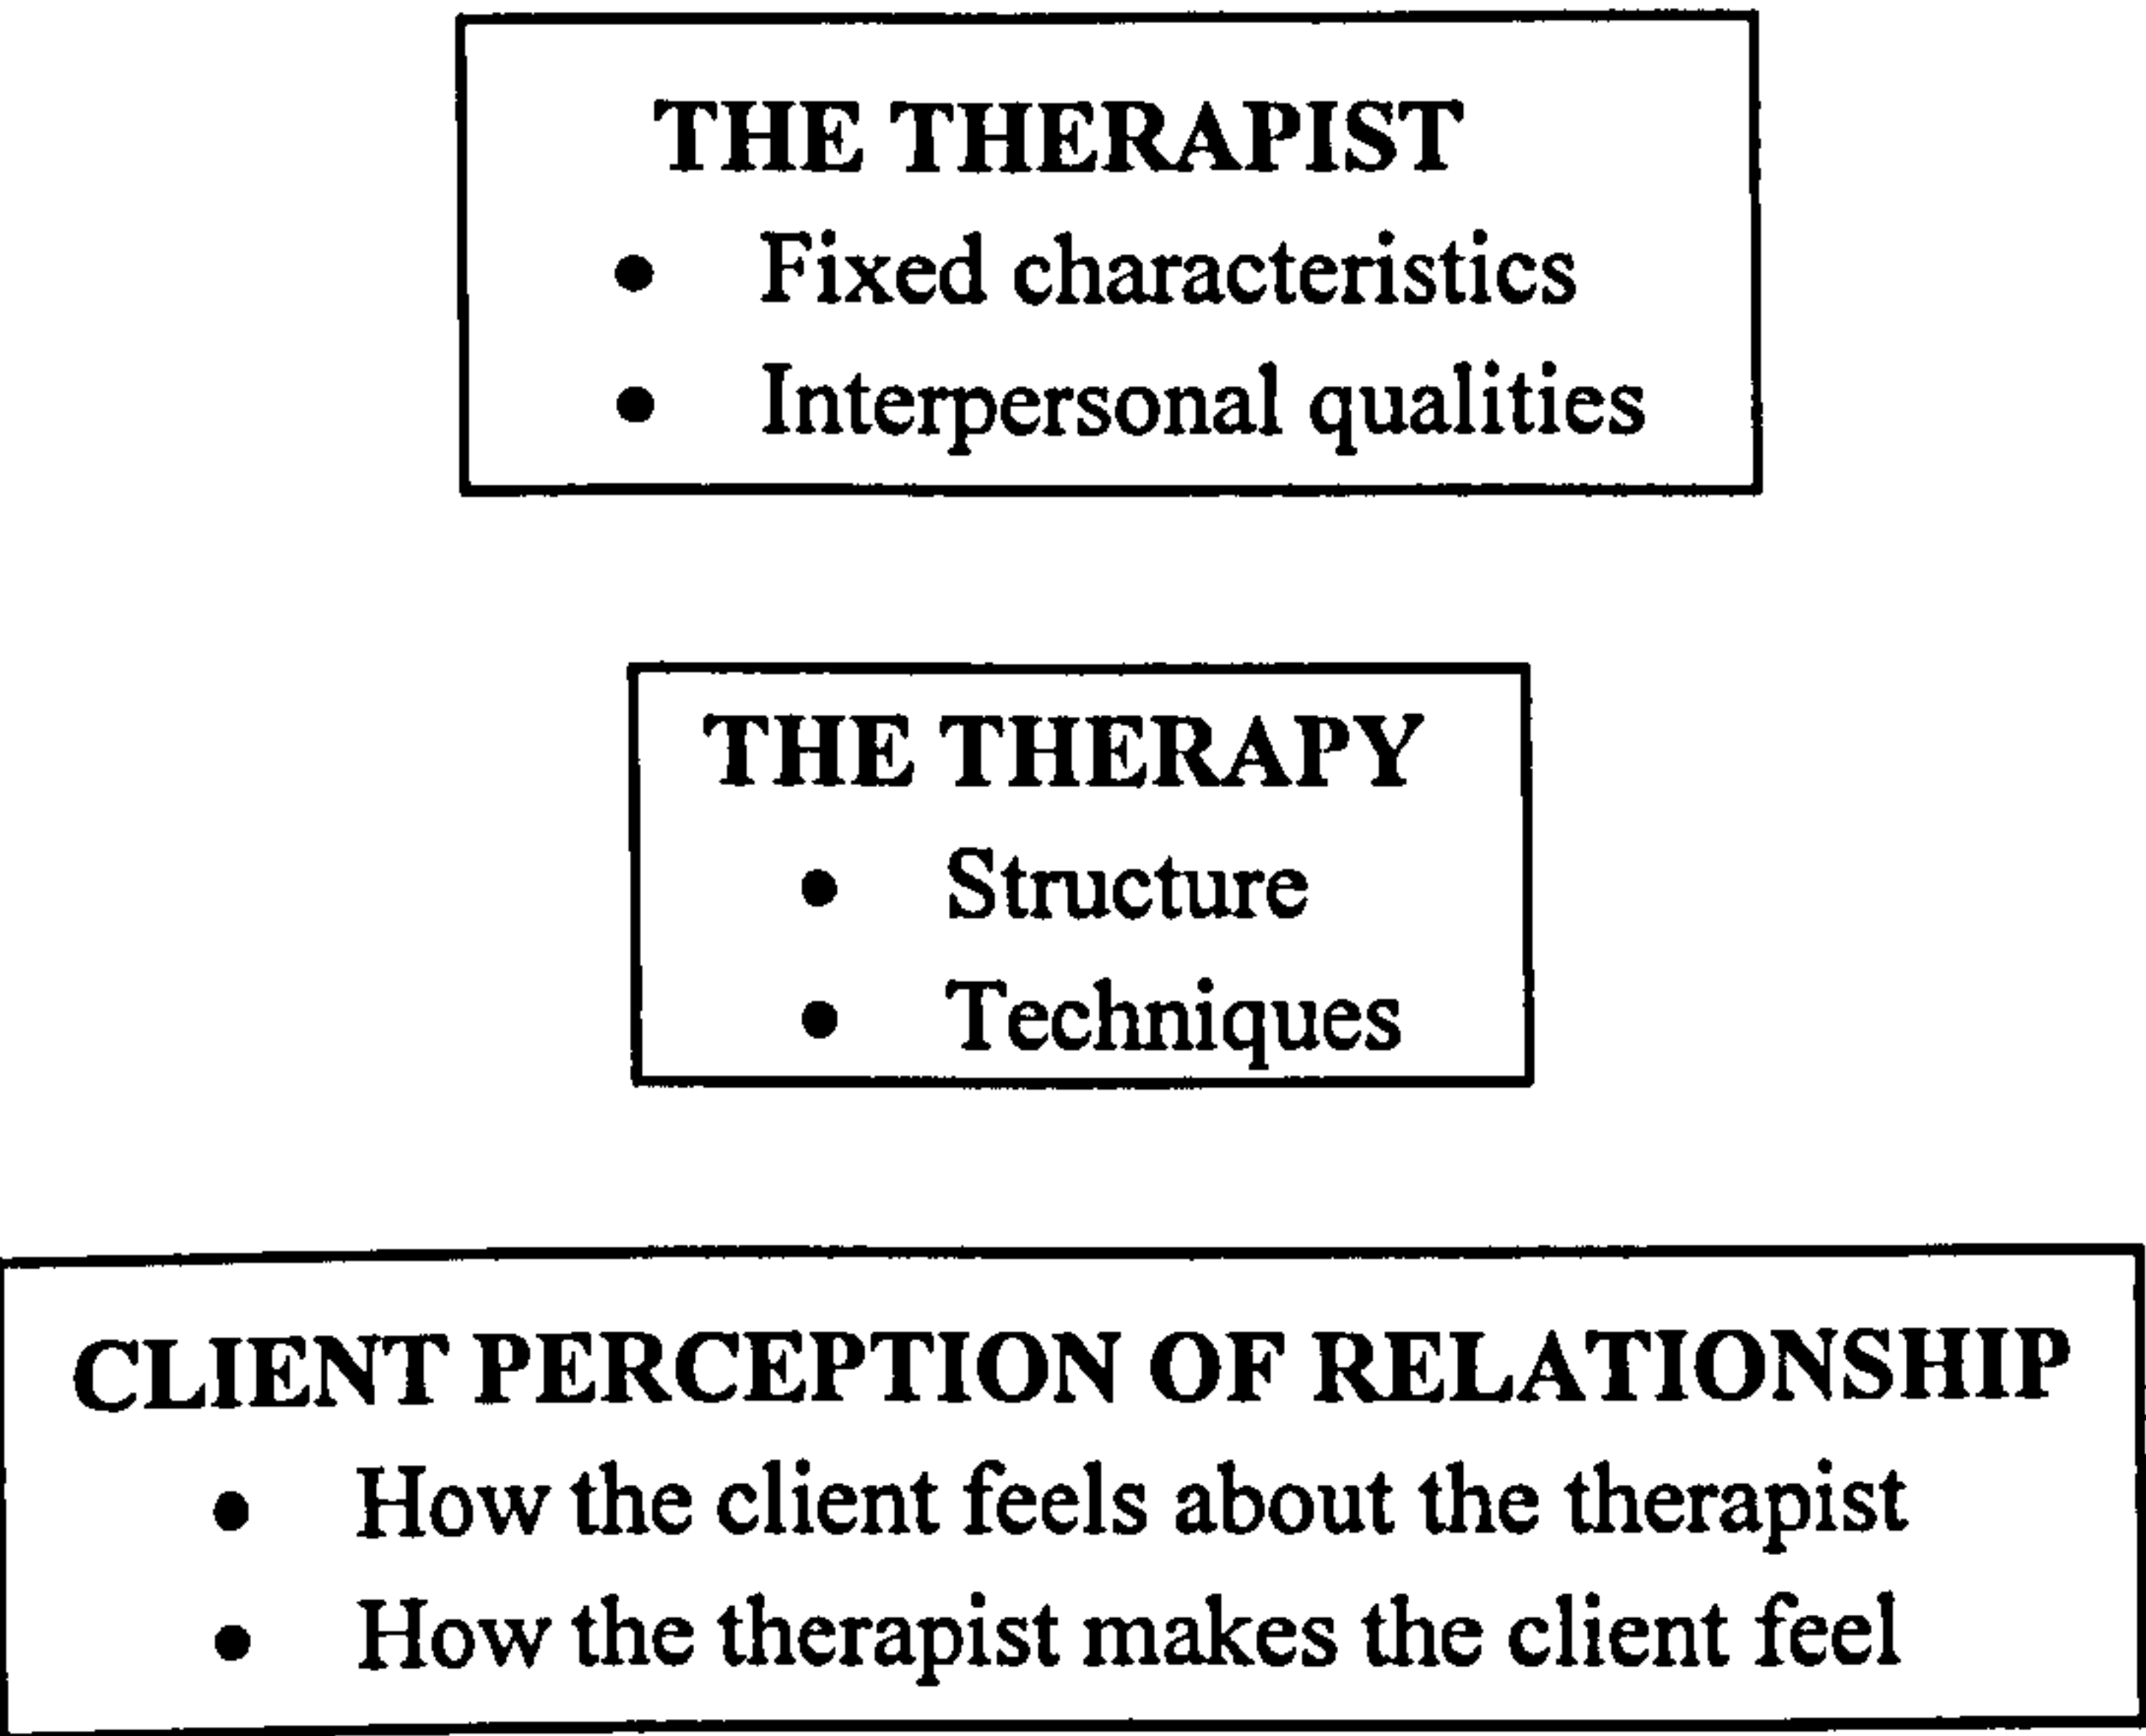 THE THERAPIST
• Fixed characteristics
• Interpersonal qualities
THE THERAPY
• Structure
• Techniques
CLIENT PERCEPTION OF RELATIONSHIP
• How the client feels about the therapist
• How the therapist makes the client feel